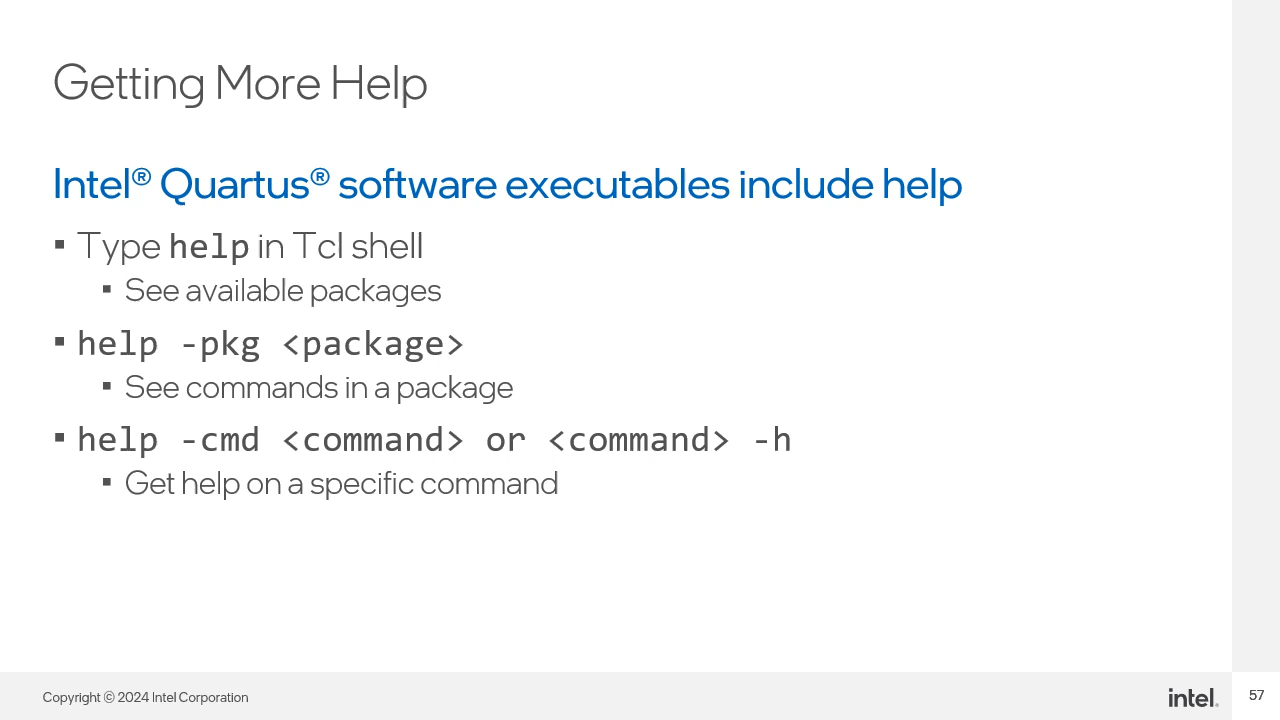 Getting More Help
Intel® Quartus® software executables include help
▪ Type help in Tcl shell
▪ See available packages
▪ help -pkg <package>
▪ See commands in a package
▪ help -cmd <command> or <command> -h
▪ Get help on a specific command
Copyright © 2024 Intel Corporation
intel.
57